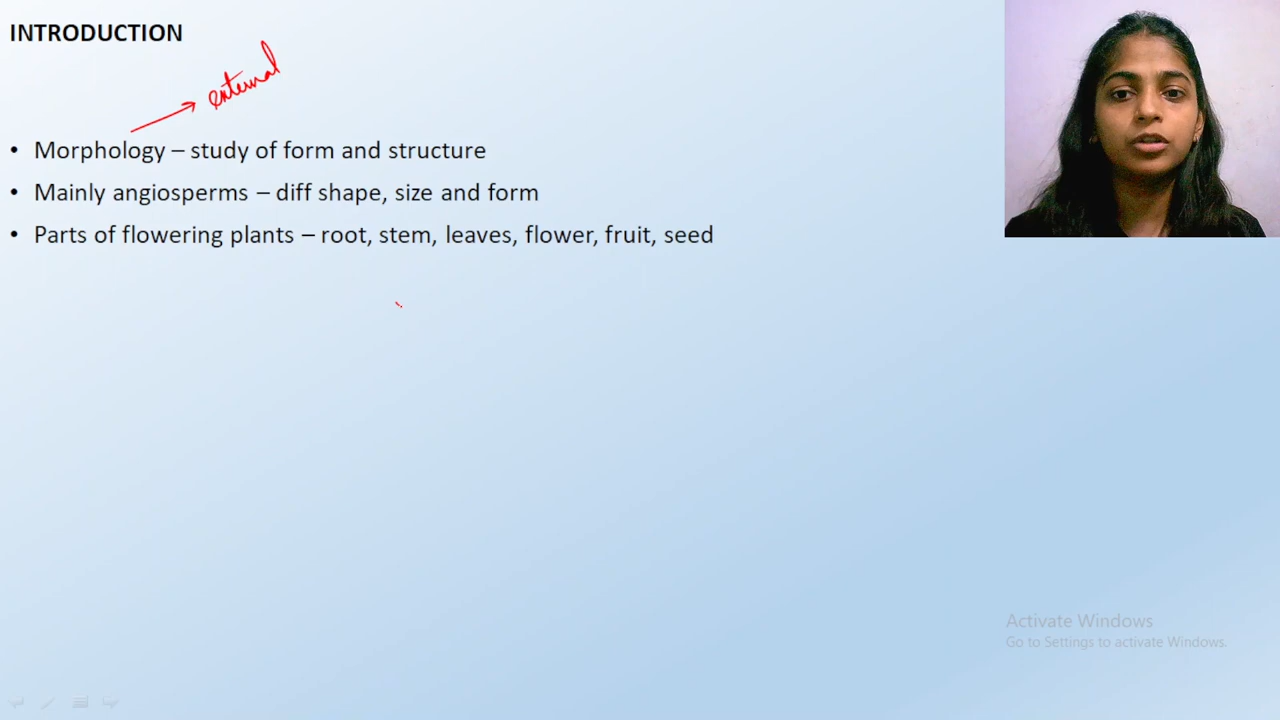 INTRODUCTION
external
• Morphology – study of form and structure
• Mainly angiosperms – diff shape, size and form
• Parts of flowering plants – root, stem, leaves, flower, fruit, seed
Activate Windows
Go to Settings to activate Windows.